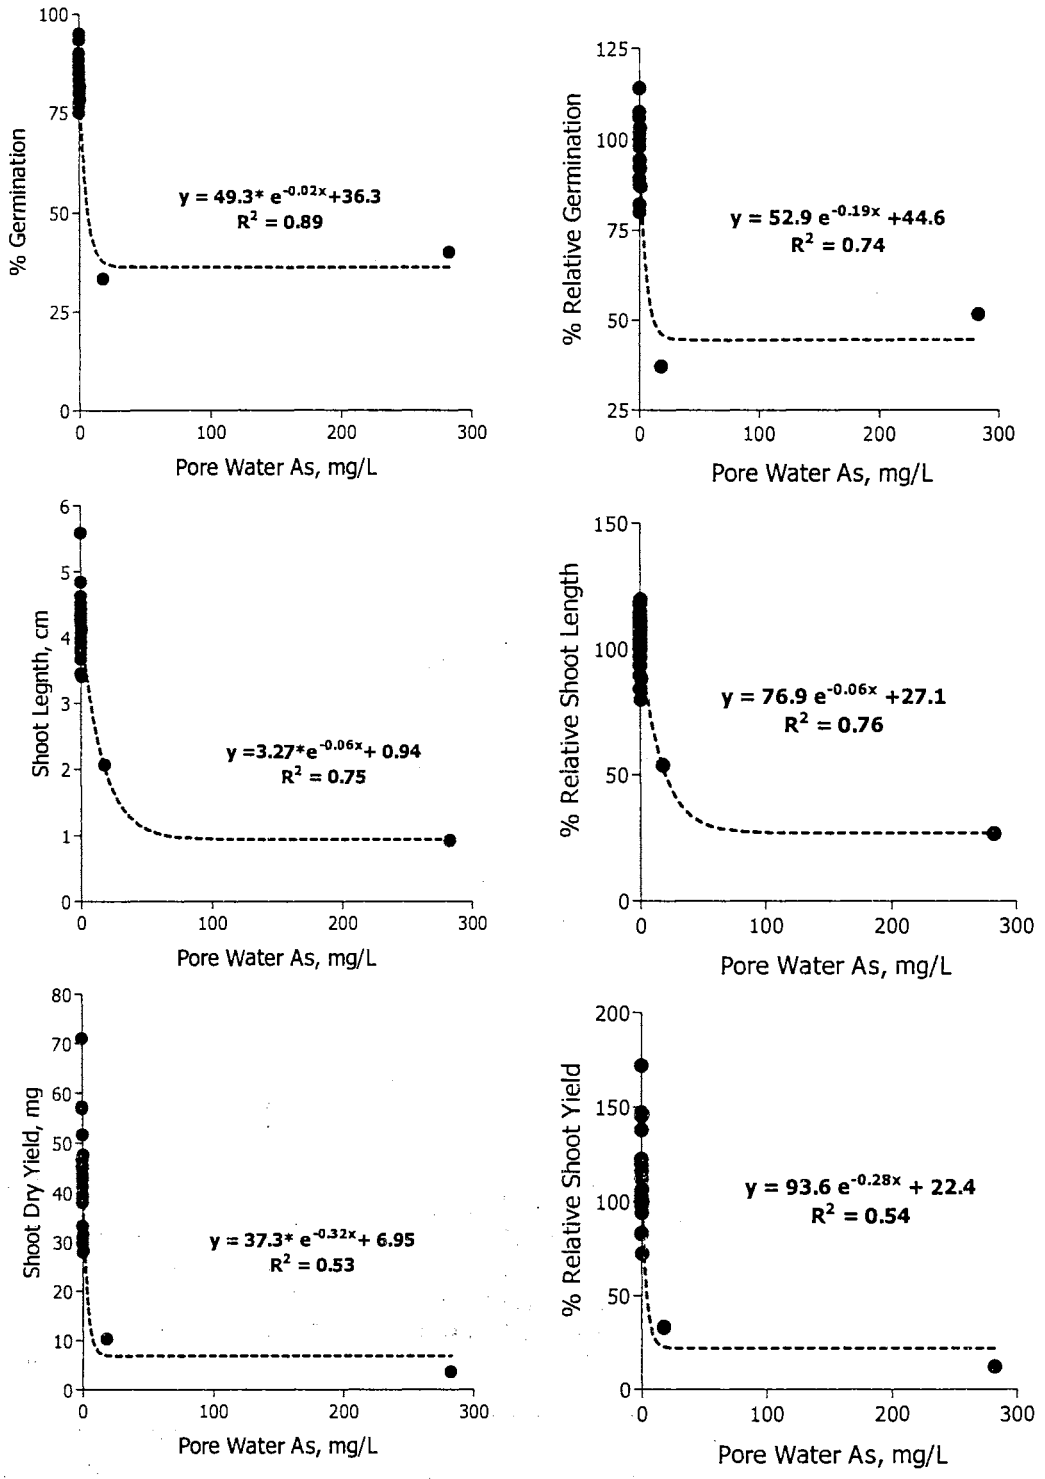 100
75
50
25
0
% Germination
y = 49.3* e^-0.02x+36.3
R² = 0.89
0 100 200 300
Pore Water As, mg/L
125
100
75
50
25
% Relative Germination
y = 52.9 e^-0.19x +44.6
R² = 0.74
0 100 200 300
Pore Water As, mg/L
6
5
4
3
2
1
0
Shoot Legnth, cm
y =3.27*e^-0.06x+ 0.94
R² = 0.75
0 100 200 300
Pore Water As, mg/L
150
100
50
0
% Relative Shoot Length
y = 76.9 e^-0.06x +27.1
R² = 0.76
0 100 200 300
Pore Water As, mg/L
80
70
60
50
40
30
20
10
0
Shoot Dry Yield, mg
y = 37.3* e^-0.32x+ 6.95
R² = 0.53
0 100 200 300
Pore Water As, mg/L
200
150
100
50
0
% Relative Shoot Yield
y = 93.6 e^-0.28x + 22.4
R² = 0.54
0 100 200 300
Pore Water As, mg/L